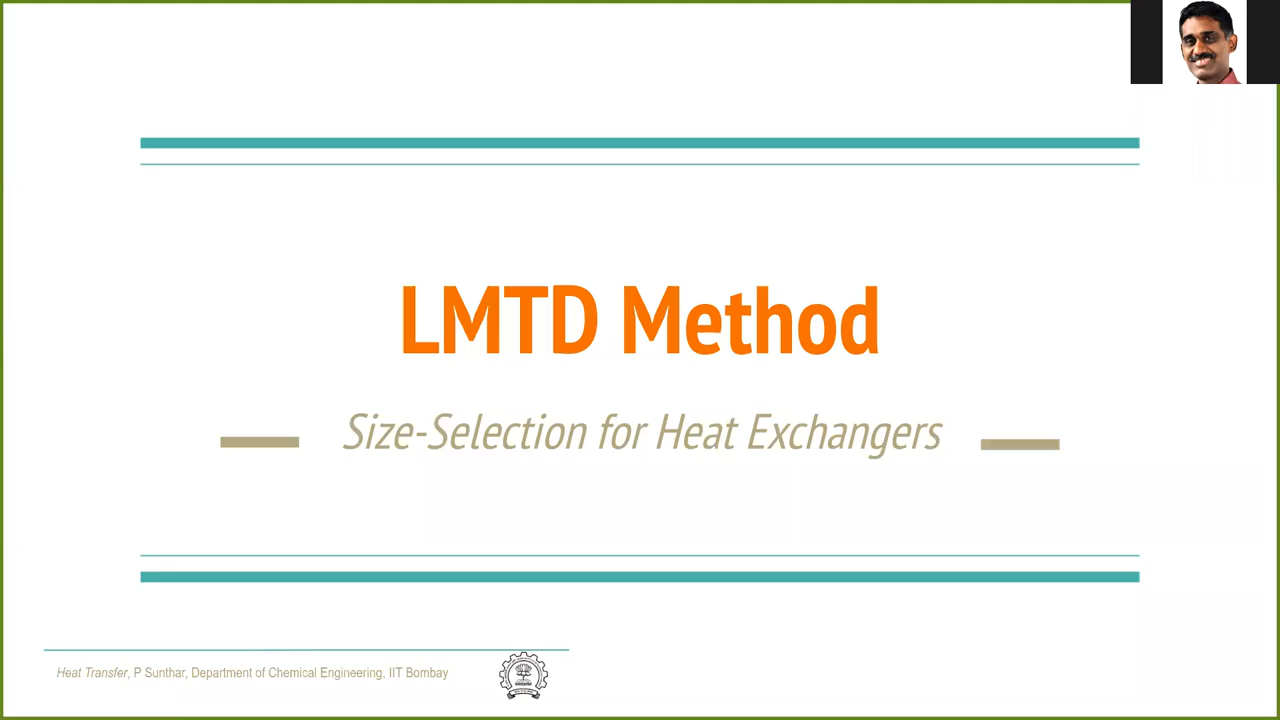 LMTD Method
Size-Selection for Heat Exchangers
Heat Transfer, P Sunthar, Department of Chemical Engineering, IIT Bombay